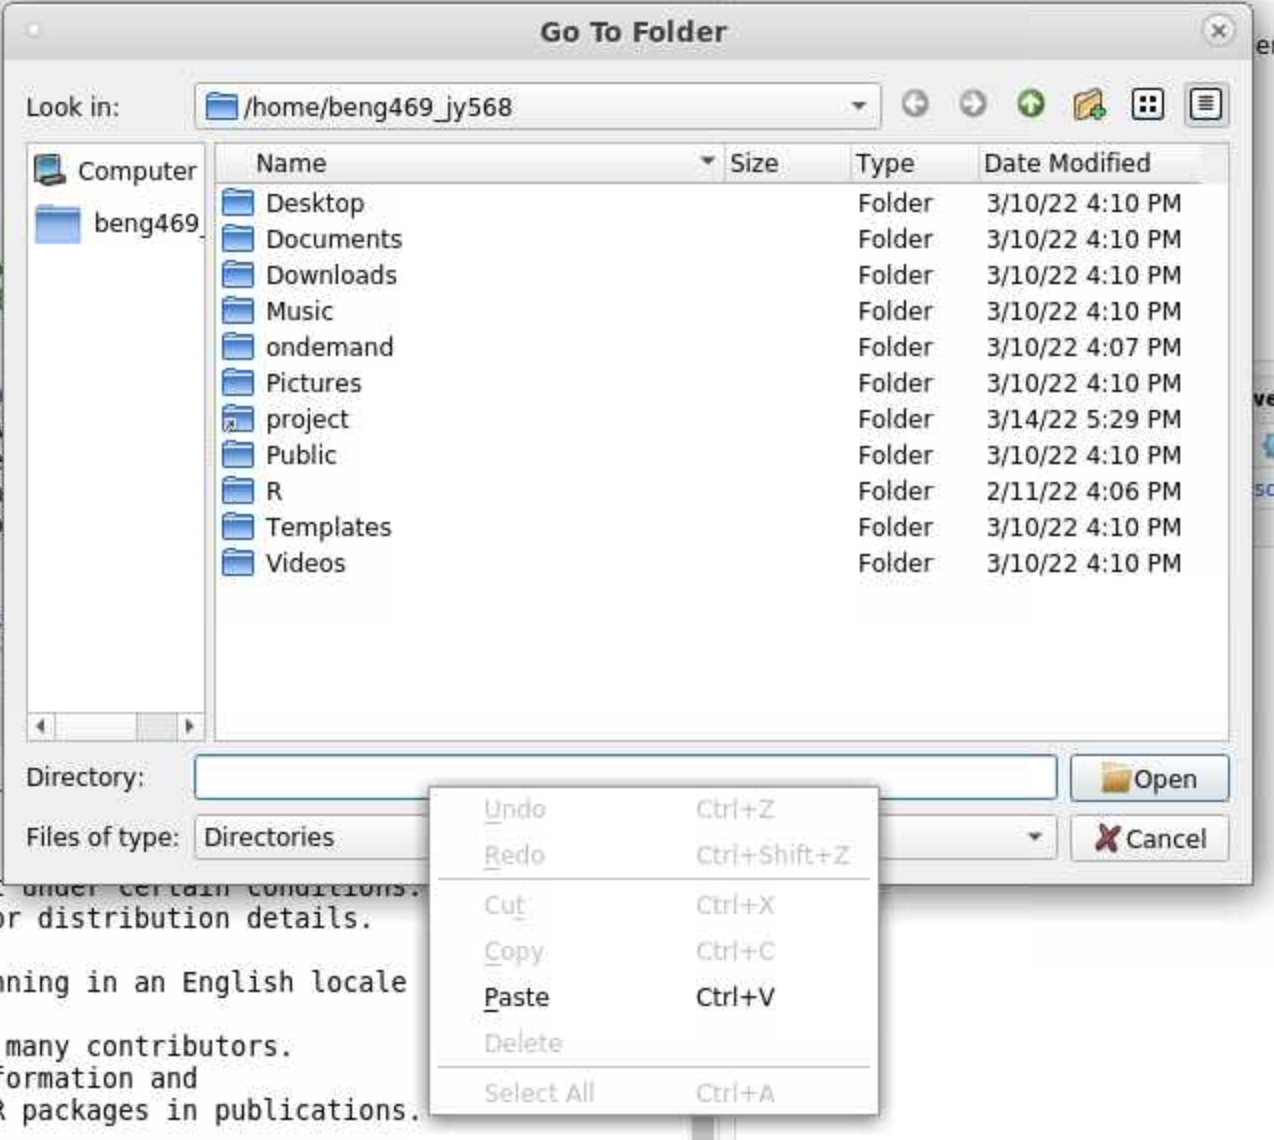 Go To Folder
Look in: /home/beng469_jy568
Computer
beng469_
Name Size Type Date Modified
Desktop Folder 3/10/22 4:10 PM
Documents Folder 3/10/22 4:10 PM
Downloads Folder 3/10/22 4:10 PM
Music Folder 3/10/22 4:10 PM
ondemand Folder 3/10/22 4:07 PM
Pictures Folder 3/10/22 4:10 PM
project Folder 3/14/22 5:29 PM
Public Folder 3/10/22 4:10 PM
R Folder 2/11/22 4:06 PM
Templates Folder 3/10/22 4:10 PM
Videos Folder 3/10/22 4:10 PM
Directory: Open
Files of type: Directories Cancel
Undo Ctrl+Z
Redo Ctrl+Shift+Z
Cut Ctrl+X
Copy Ctrl+C
Paste Ctrl+V
Delete
Select All Ctrl+A
under certain conditions.
or distribution details.
nning in an English locale
many contributors.
formation and
R packages in publications.